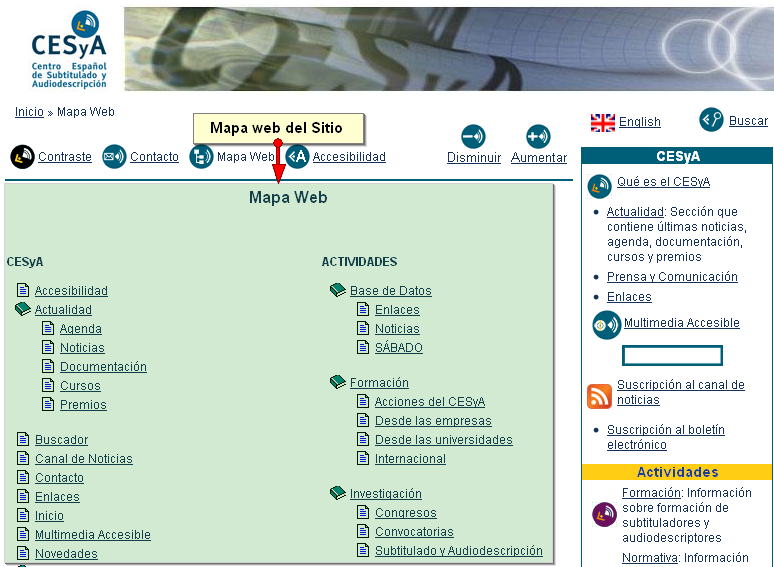 CESyA
Centro Español
de Subtitulado y
Audiodescripción
Inicio » Mapa Web
Mapa web del Sitio
Contraste
Contacto
Mapa Web
Accesibilidad
Disminuir
Aumentar
English
Buscar
Mapa Web
CESyA
Accesibilidad
Actualidad
Agenda
Noticias
Documentación
Cursos
Premios
Buscador
Canal de Noticias
Contacto
Enlaces
Inicio
Multimedia Accesible
Novedades
ACTIVIDADES
Base de Datos
Enlaces
Noticias
SÁBADO
Formación
Acciones del CESyA
Desde las empresas
Desde las universidades
Internacional
Investigación
Congresos
Convocatorias
Subtitulado y Audiodescripción
CESyA
Qué es el CESyA
Actualidad: Sección que
contiene últimas noticias,
agenda, documentación,
cursos y premios
Prensa y Comunicación
Enlaces
Multimedia Accesible
Suscripción al canal de
noticias
Suscripción al boletín
electrónico
Actividades
Formación: Información
sobre formación de
subtituladores y
audiodescriptores
Normativa: Información